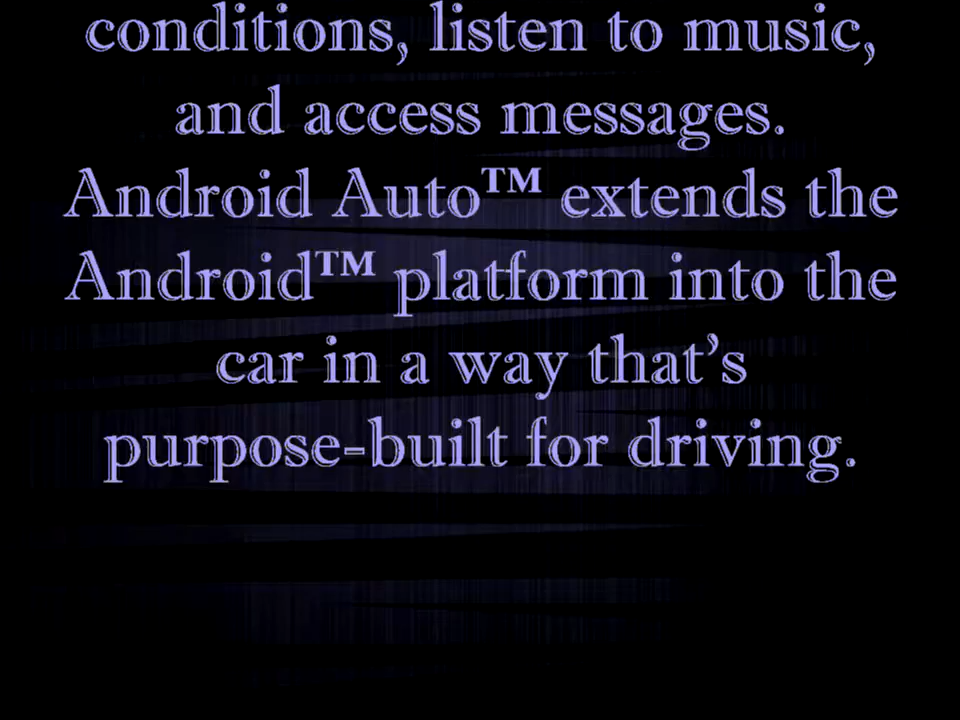 conditions, listen to music,
and access messages.
Android Auto™ extends the
Android™ platform into the
car in a way that’s
purpose-built for driving.